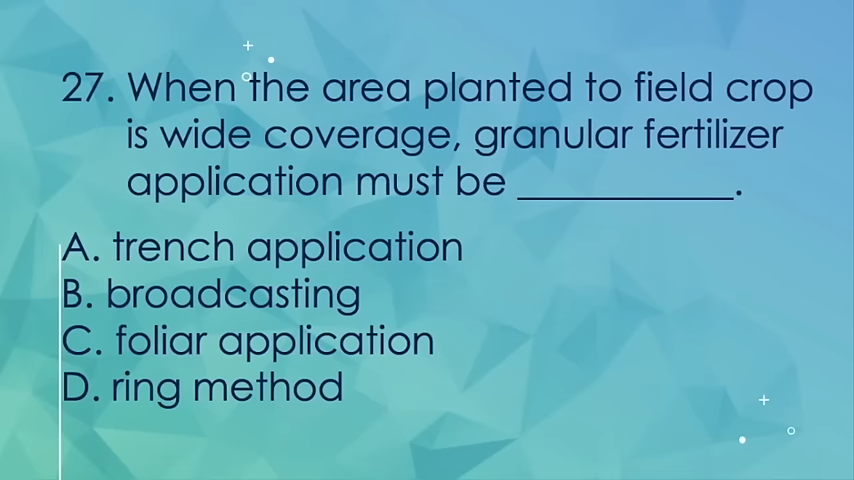 27. When the area planted to field crop
is wide coverage, granular fertilizer
application must be ____________.
A. trench application
B. broadcasting
C. foliar application
D. ring method